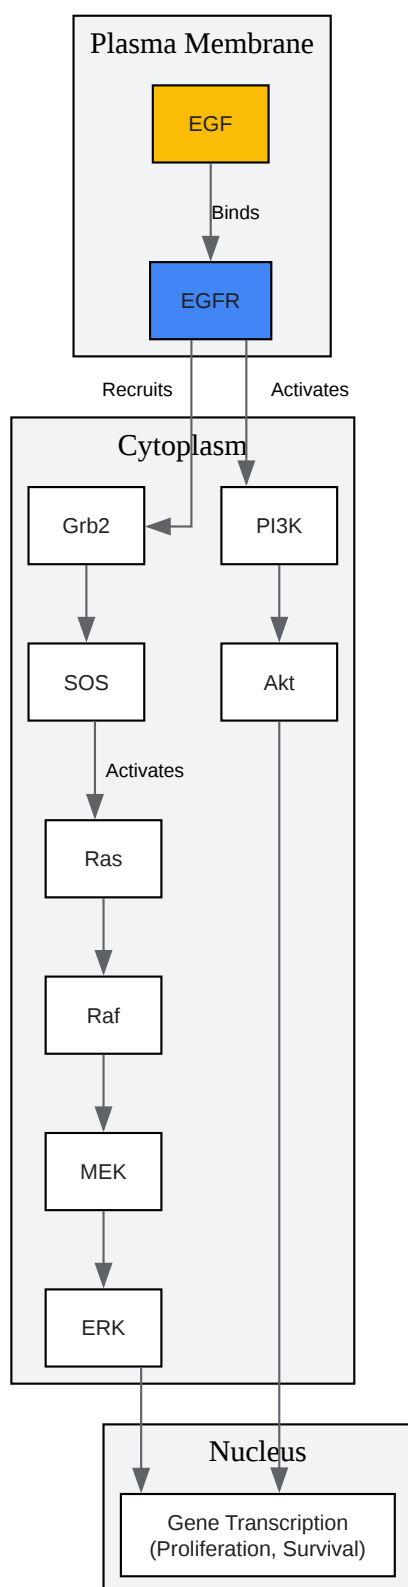 Plasma Membrane
EGF
Binds
EGFR
Recruits
Activates
Cytoplasm
Grb2
PI3K
SOS
Akt
Activates
Ras
Raf
MEK
ERK
Nucleus
Gene Transcription
(Proliferation, Survival)